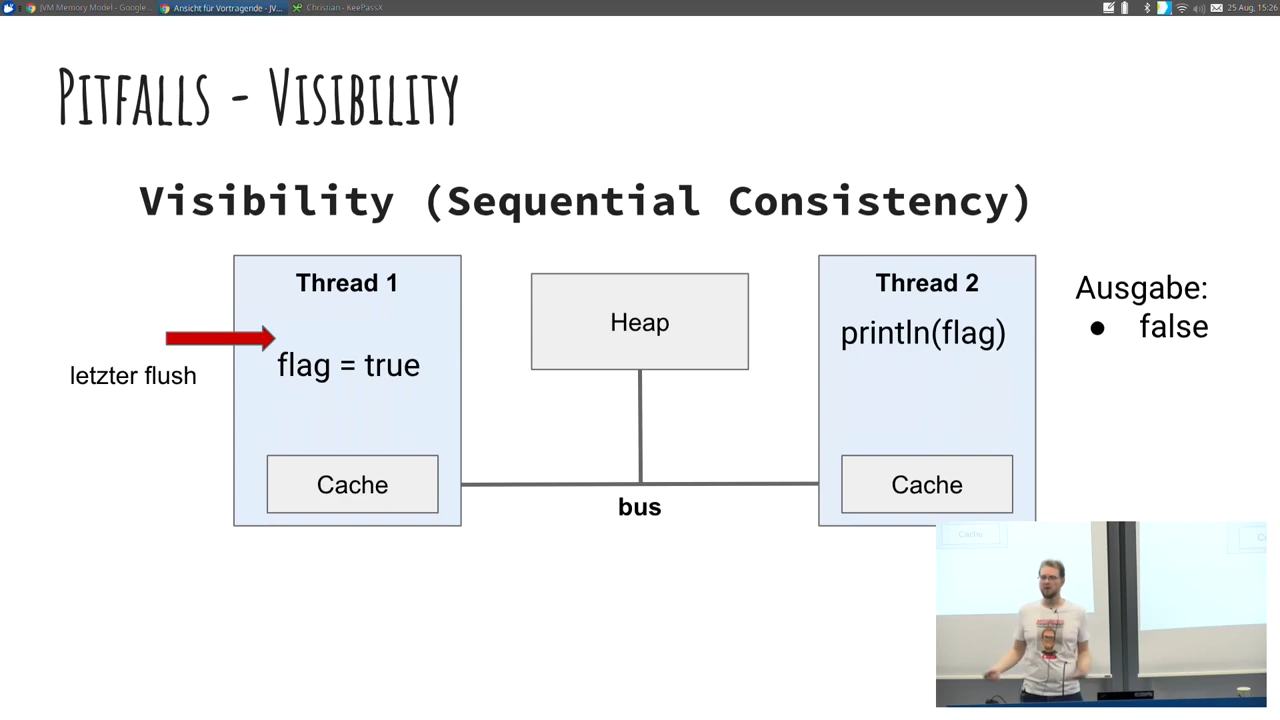 JVM Memory Model - Google...
Ansicht für Vortragende - JV...
Christian - KeePassX
25 Aug, 15:26
PITFALLS - VISIBILITY
Visibility (Sequential Consistency)
Thread 1
Heap
Thread 2
Ausgabe:
● false
println(flag)
flag = true
letzter flush
Cache
Cache
bus
Cache